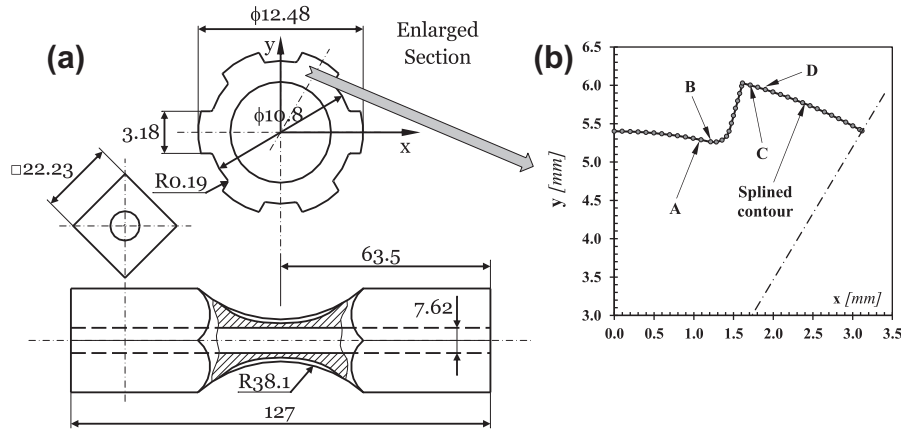 (a)
ϕ12.48
y
Enlarged
Section
3.18
ϕ10.8
x
□22.23
R0.19
63.5
7.62
R38.1
127
(b)
6.5
6.0
5.5
5.0
4.5
4.0
3.5
3.0
y [mm]
B
D
A
C
Splined
contour
x [mm]
0.0 0.5 1.0 1.5 2.0 2.5 3.0 3.5